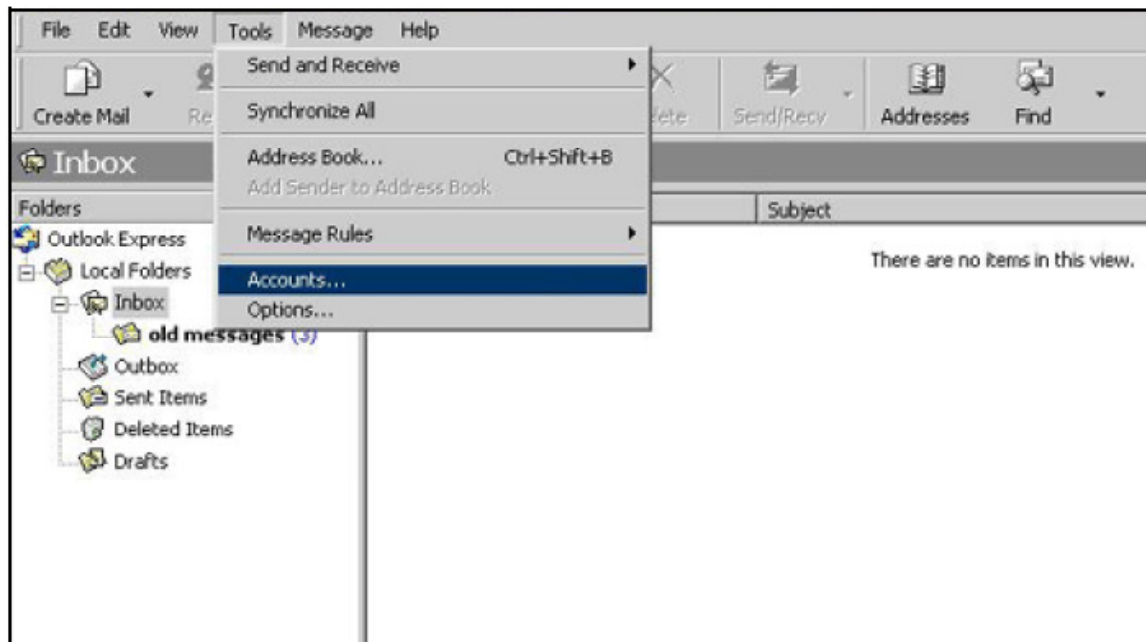 File Edit View Tools Message Help
Create Mail Send/Recv Addresses Find
Send and Receive
Synchronize All
Address Book... Ctrl+Shift+B
Add Sender to Address Book
Message Rules
Accounts...
Options...
Inbox
Folders Subject
Outlook Express
There are no items in this view.
Local Folders
Inbox
old messages (3)
Outbox
Sent Items
Deleted Items
Drafts